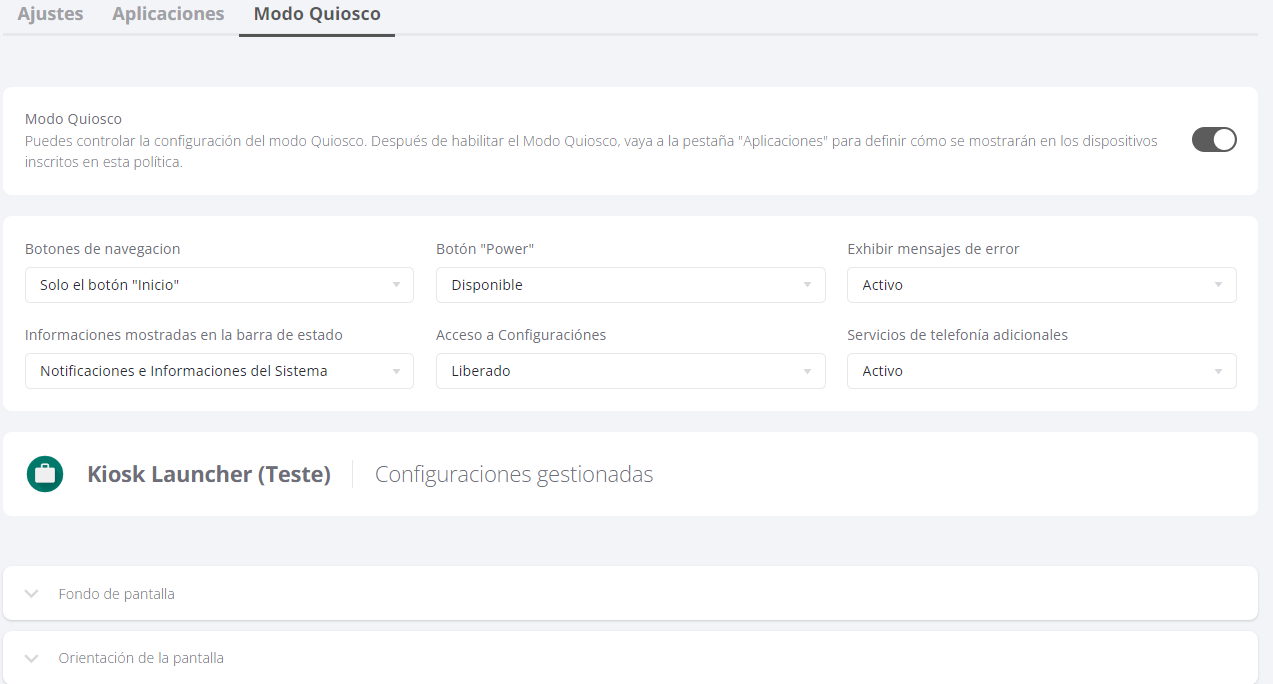 Ajustes Aplicaciones Modo Quiosco
Modo Quiosco
Puedes controlar la configuración del modo Quiosco. Después de habilitar el Modo Quiosco, vaya a la pestaña "Aplicaciones" para definir cómo se mostrarán en los dispositivos
inscritos en esta política.
Botones de navegacion Botón "Power" Exhibir mensajes de error
Solo el botón "Inicio" Disponible Activo
Informaciones mostradas en la barra de estado Acceso a Configuraciónes Servicios de telefonía adicionales
Notificaciones e Informaciones del Sistema Liberado Activo
Kiosk Launcher (Teste) Configuraciones gestionadas
Fondo de pantalla
Orientación de la pantalla